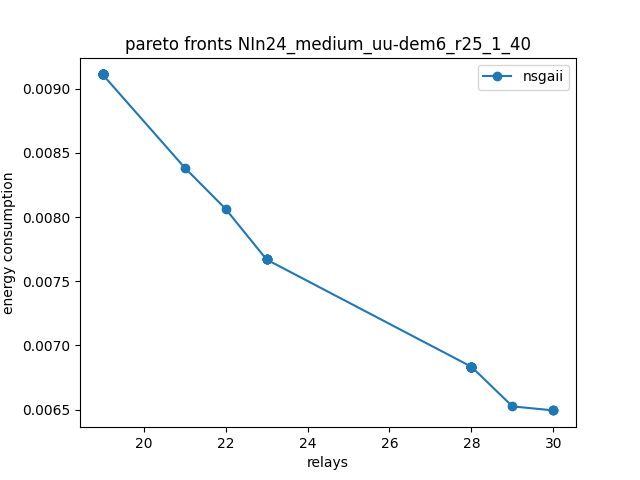 pareto fronts NIn24_medium_uu-dem6_r25_1_40
nsgaii
energy consumption
0.0090
0.0085
0.0080
0.0075
0.0070
0.0065
20 22 24 26 28 30
relays